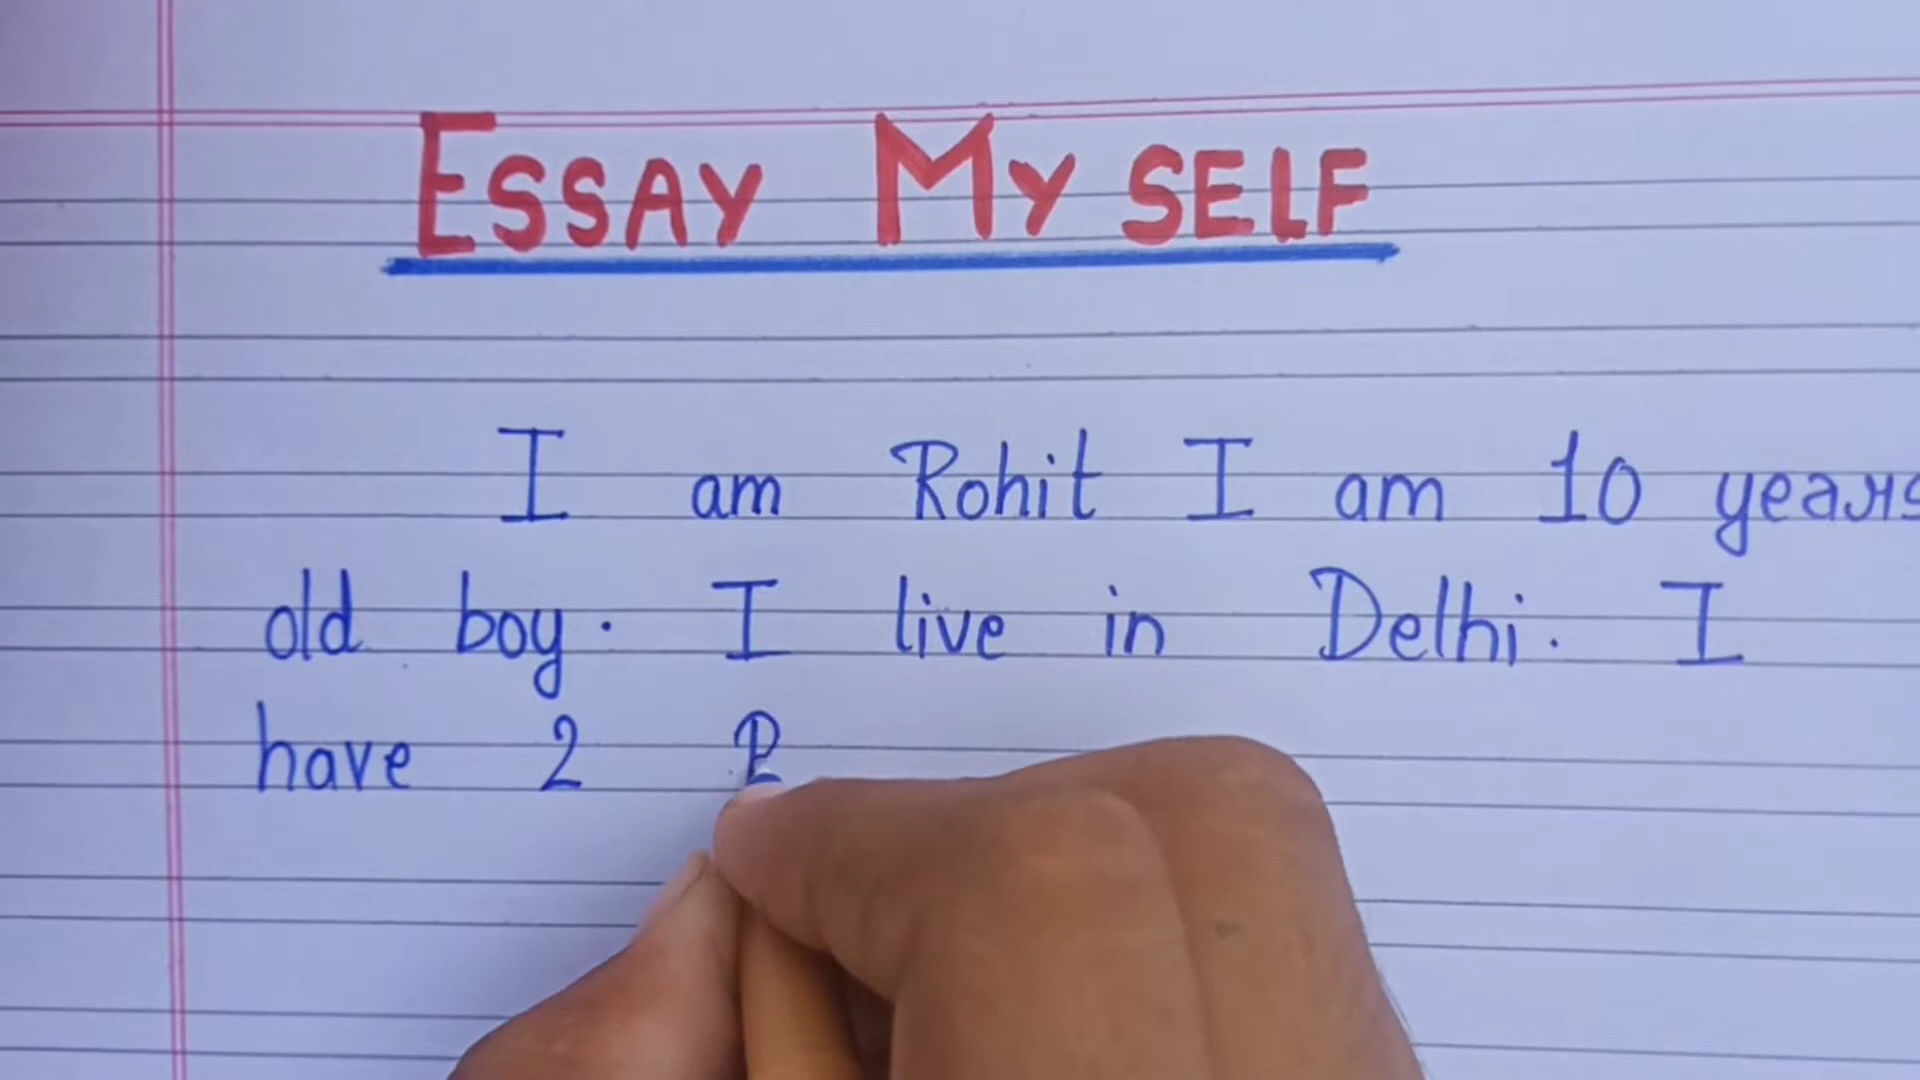 ESSAY MY SELF
I am Rohit I am 10 years
old boy. I live in Delhi. I
have 2